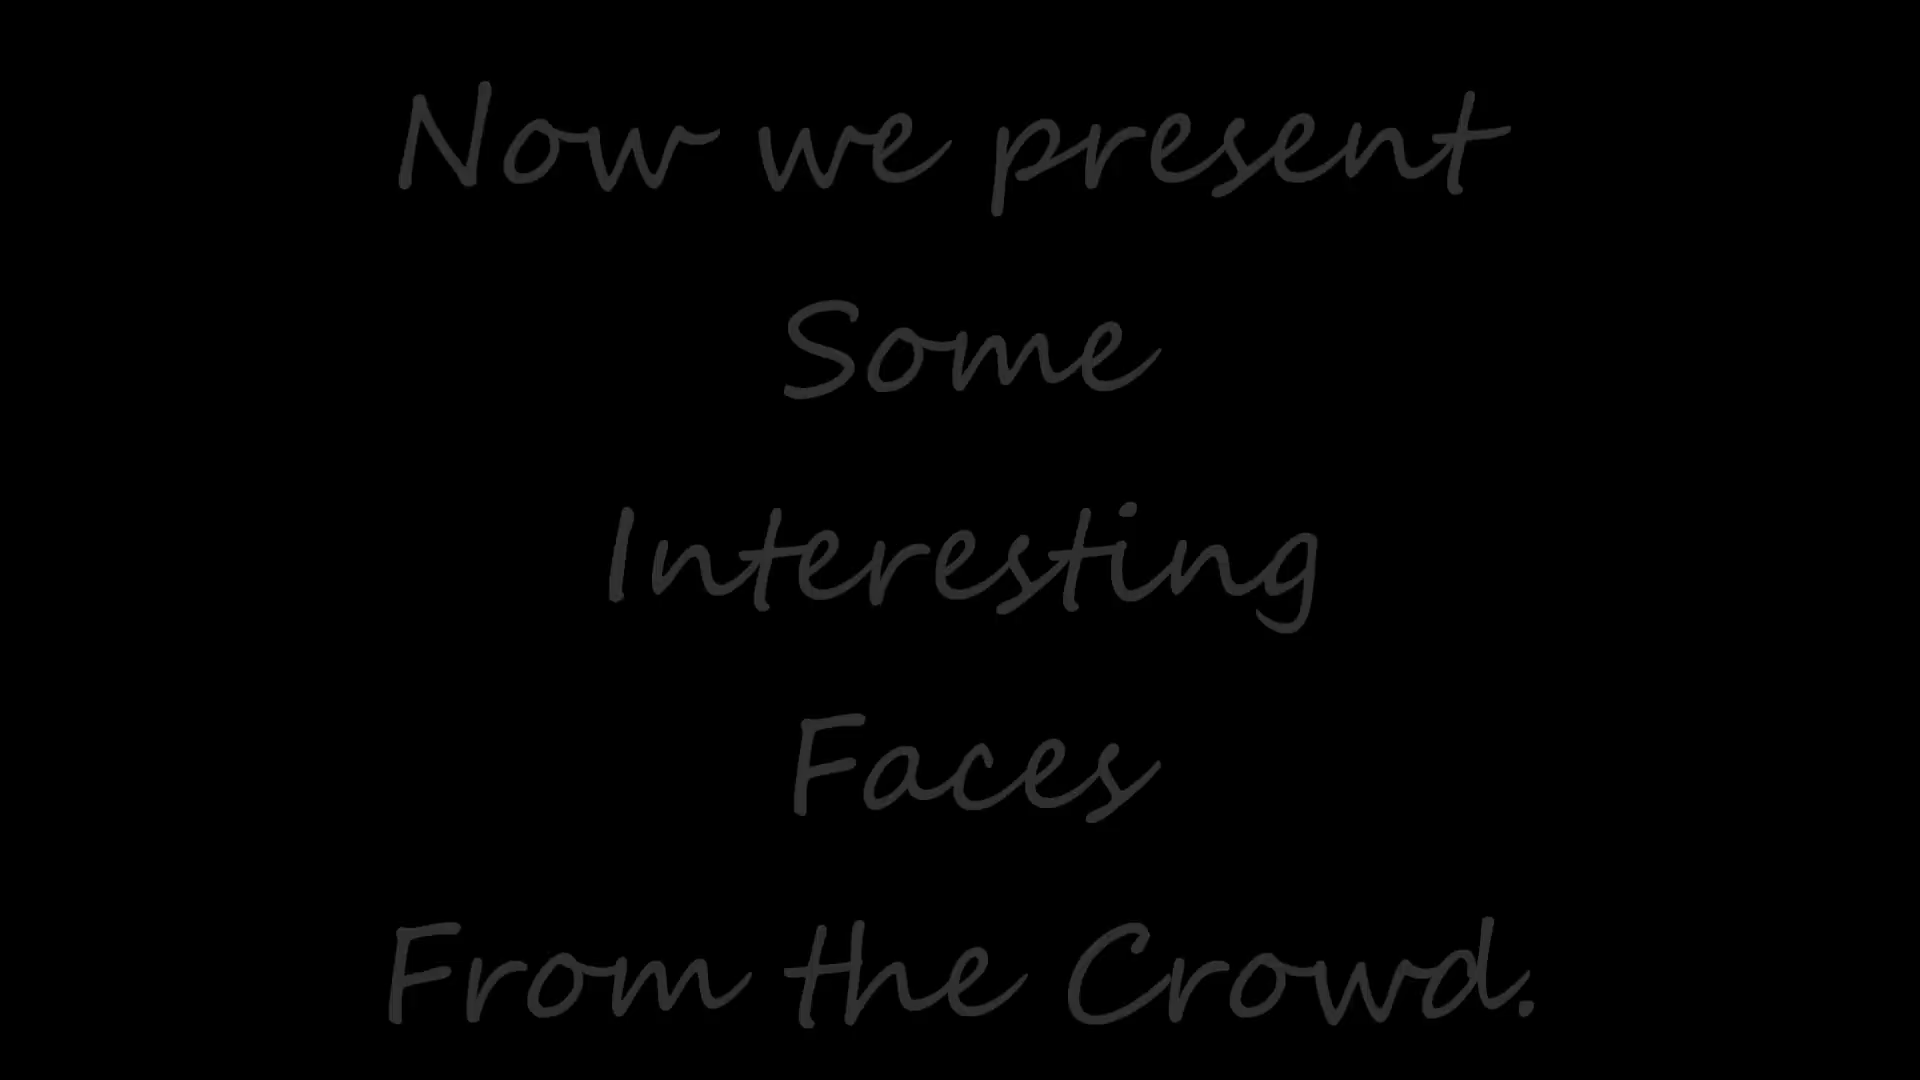 Now we present
Some
Interesting
Faces
From the Crowd.